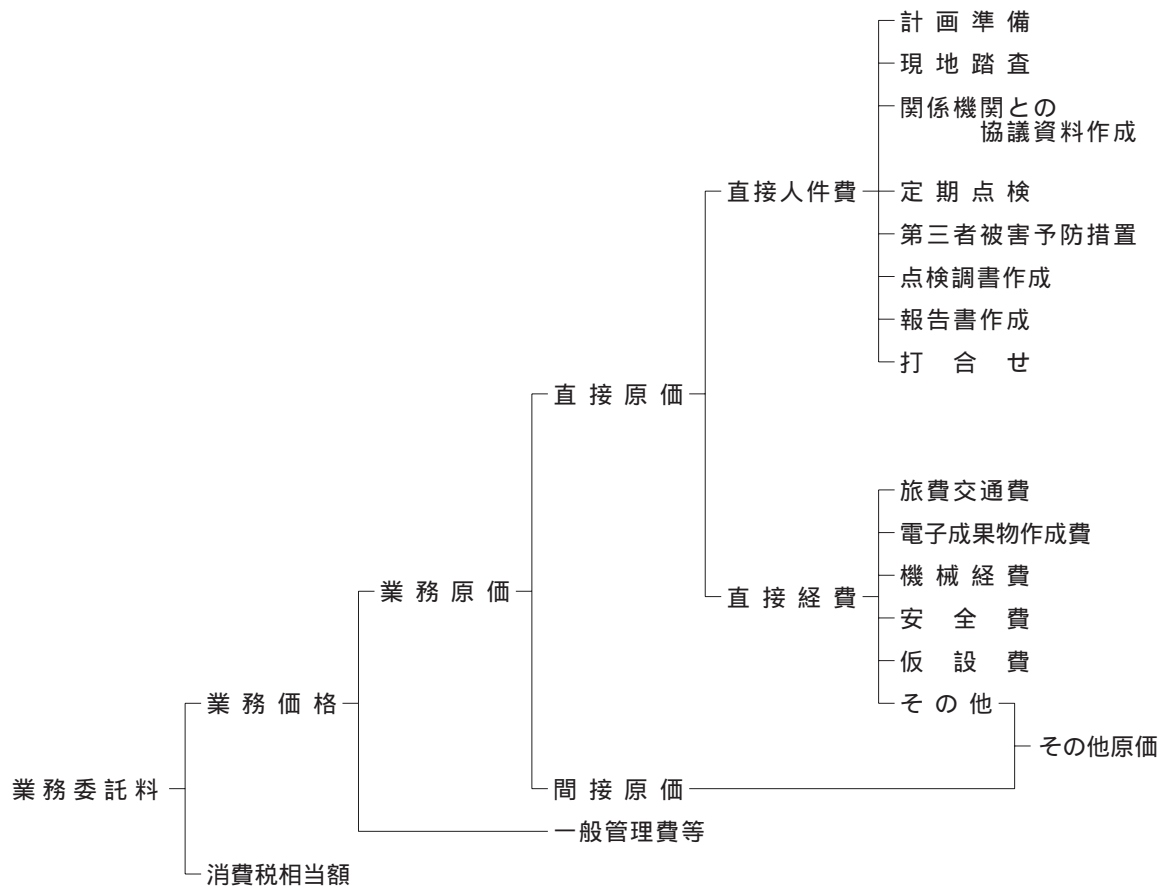 計画準備
現地踏査
関係機関との
協議資料作成
直接人件費
定期点検
第三者被害予防措置
点検調書作成
報告書作成
打合せ
直接原価
旅費交通費
電子成果物作成費
機械経費
業務原価
直接経費
安全費
仮設費
業務価格
その他
その他原価
業務委託料
間接原価
一般管理費等
消費税相当額